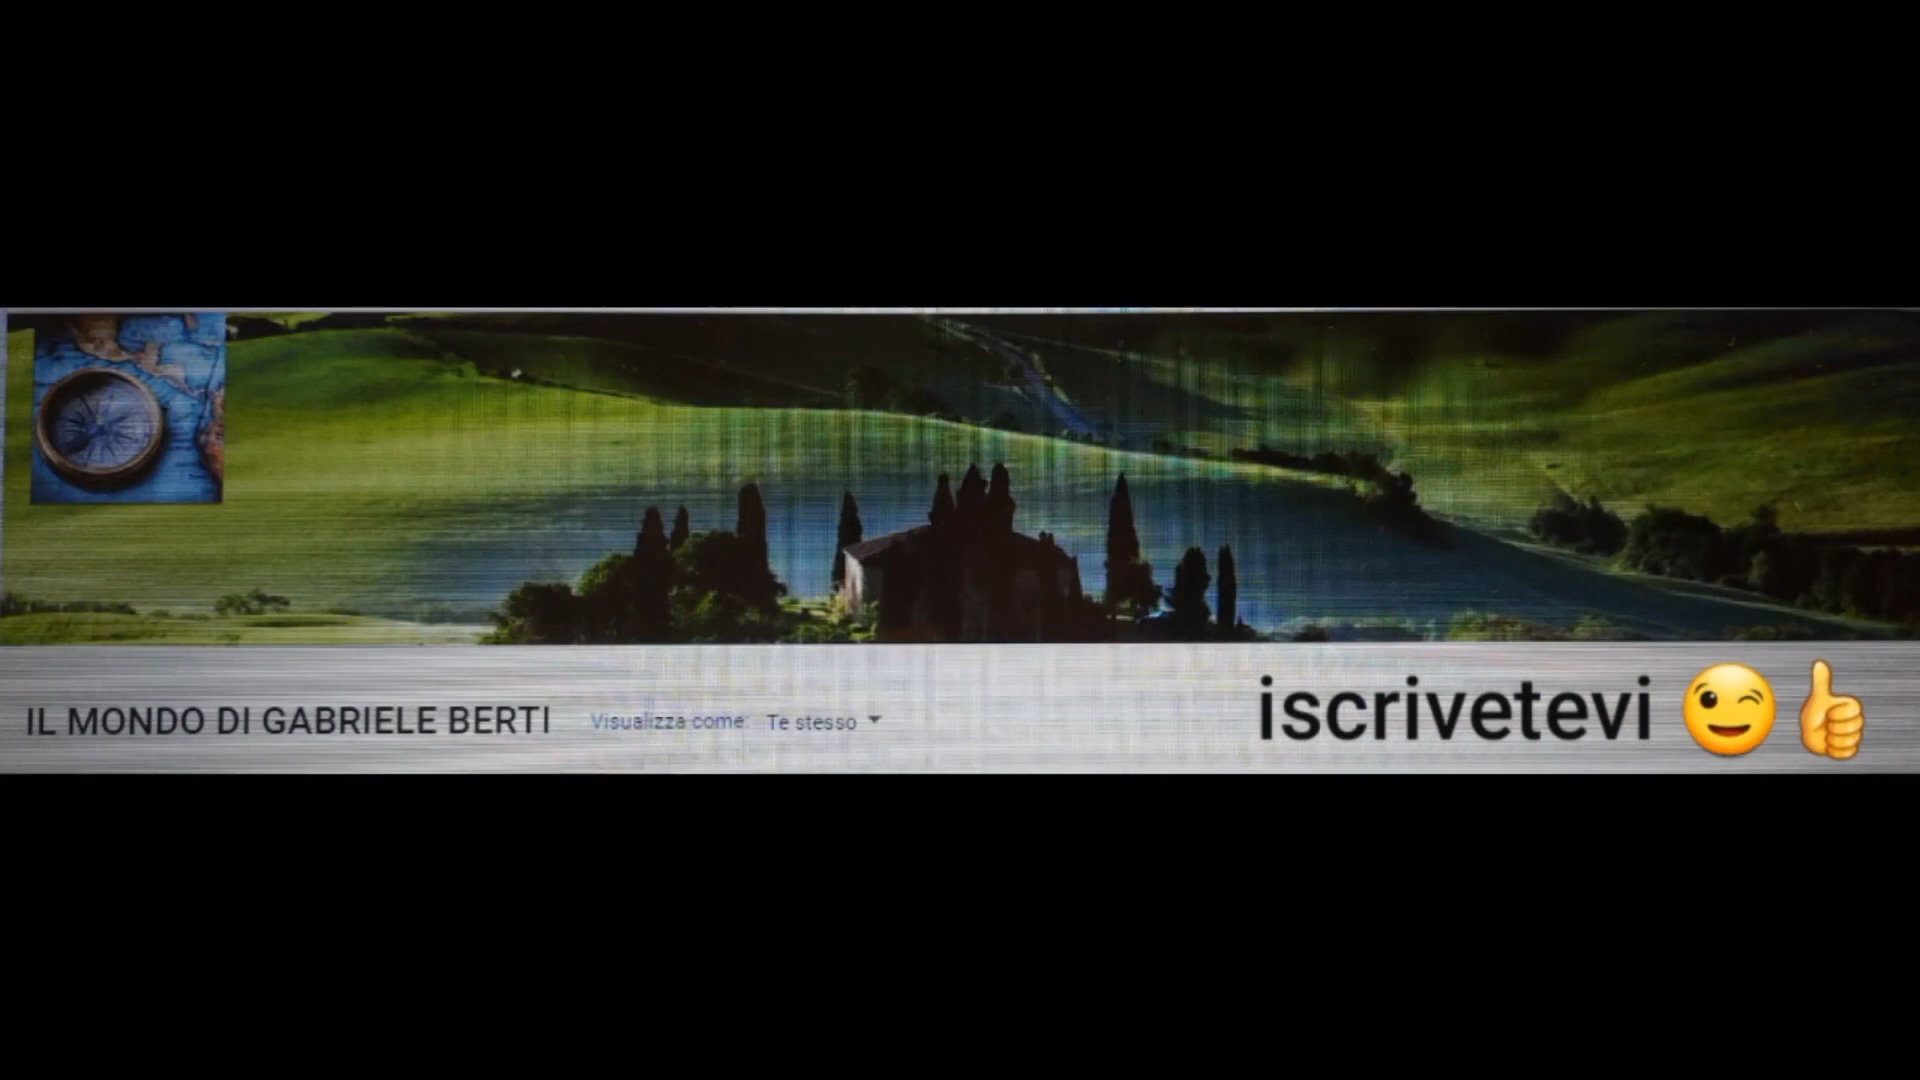 IL MONDO DI GABRIELE BERTI Visualizza come: Te stesso iscrivetevi 😉👍